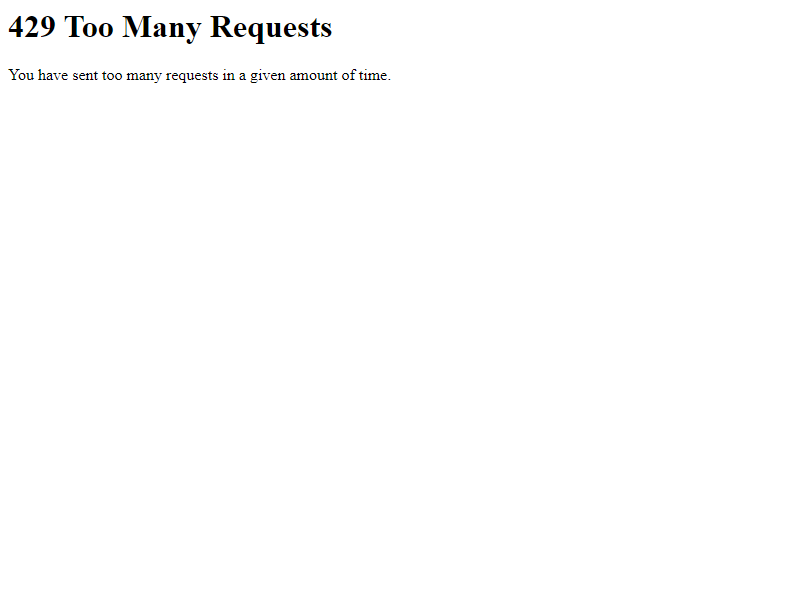 429 Too Many Requests
You have sent too many requests in a given amount of time.